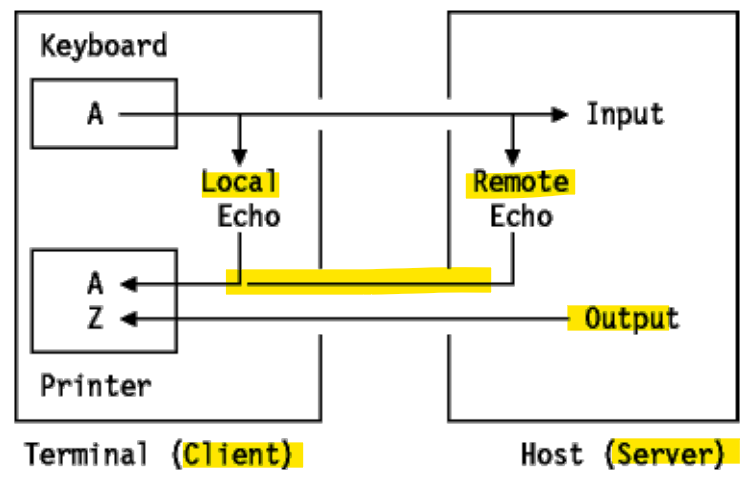 Keyboard
A
Input
Local
Echo
Remote
Echo
A
Z
Output
Printer
Terminal (Client)
Host (Server)